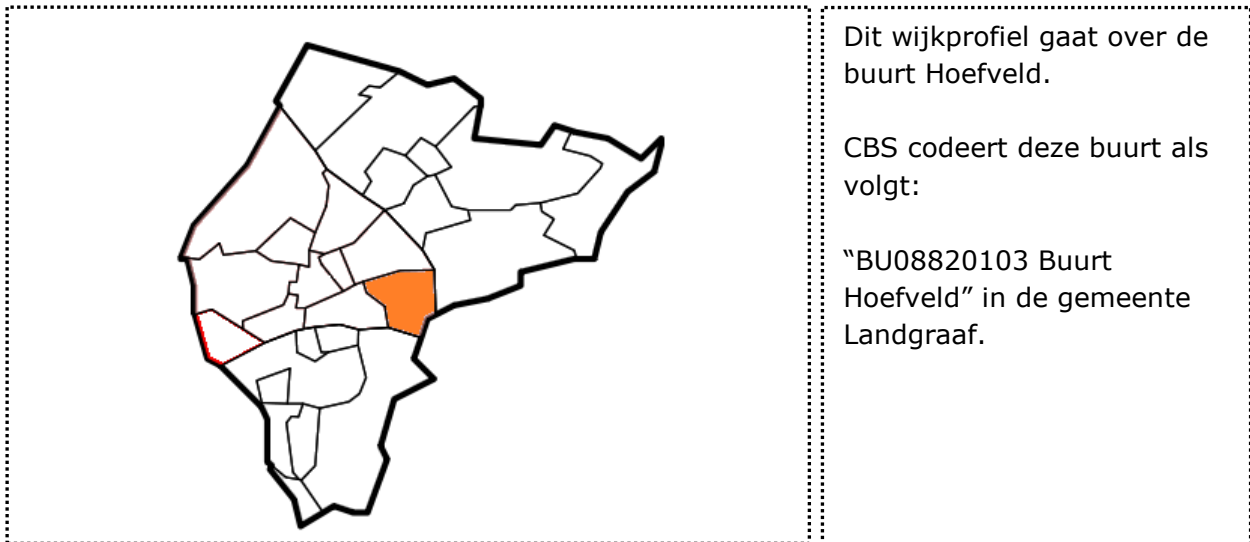 Dit wijkprofiel gaat over de
buurt Hoefveld.
CBS codeert deze buurt als
volgt:
“BU08820103 Buurt
Hoefveld” in de gemeente
Landgraaf.